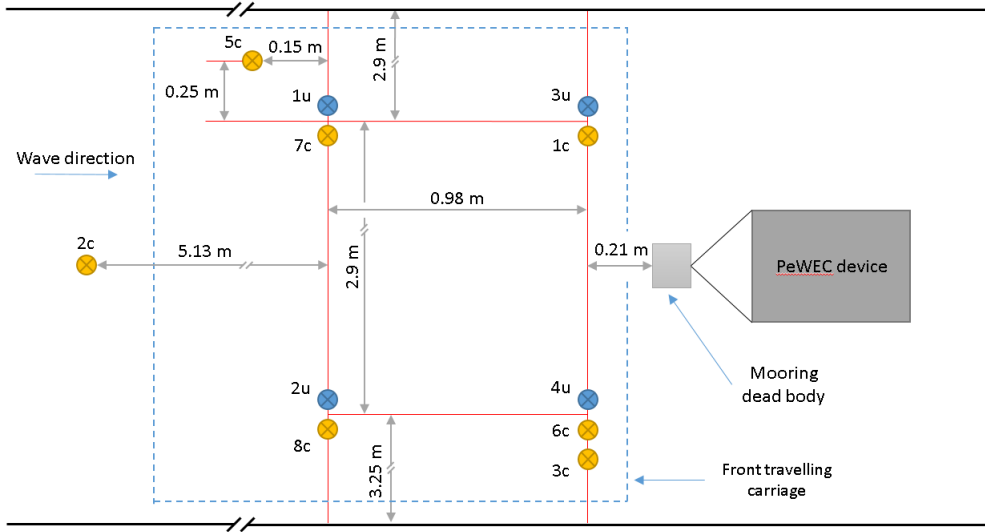 5c
0.15 m
2.9 m
0.25 m
1u
3u
7c
1c
Wave direction
0.98 m
2c
5.13 m
2.9 m
0.21 m
PeWEC device
2u
4u
Mooring
dead body
8c
6c
3.25 m
3c
Front travelling
carriage